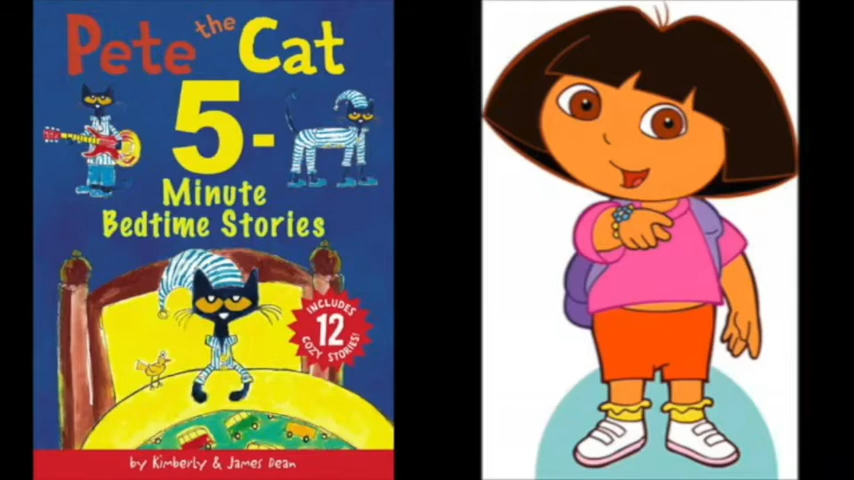 Pete the Cat
5-
Minute
Bedtime Stories
INCLUDES
12
COZY STORIES!
by Kimberly & James Dean